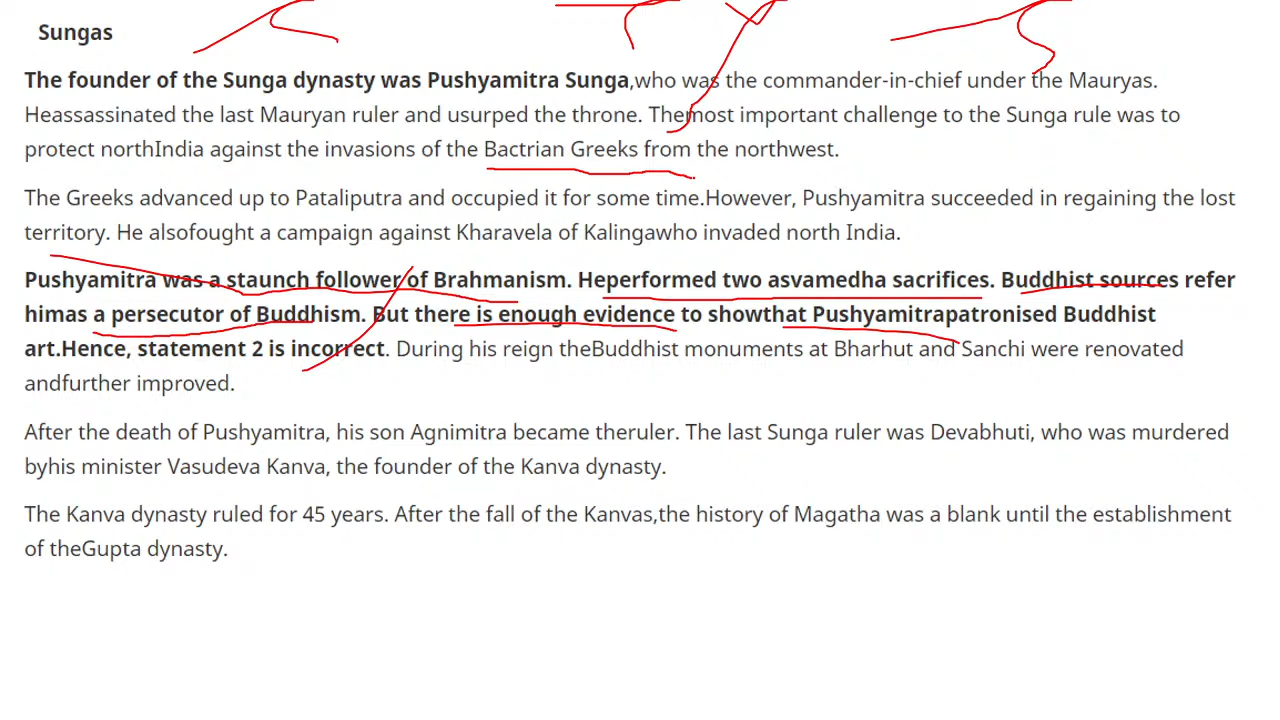 Sungas
The founder of the Sunga dynasty was Pushyamitra Sunga,who was the commander-in-chief under the Mauryas.
Heassassinated the last Mauryan ruler and usurped the throne. Themost important challenge to the Sunga rule was to
protect northIndia against the invasions of the Bactrian Greeks from the northwest.
The Greeks advanced up to Pataliputra and occupied it for some time.However, Pushyamitra succeeded in regaining the lost
territory. He alsofought a campaign against Kharavela of Kalingawho invaded north India.
Pushyamitra was a staunch follower of Brahmanism. Heperformed two asvamedha sacrifices. Buddhist sources refer
himas a persecutor of Buddhism. But there is enough evidence to showthat Pushyamitrapatronised Buddhist
art.Hence, statement 2 is incorrect. During his reign theBuddhist monuments at Bharhut and Sanchi were renovated
andfurther improved.
After the death of Pushyamitra, his son Agnimitra became theruler. The last Sunga ruler was Devabhuti, who was murdered
byhis minister Vasudeva Kanva, the founder of the Kanva dynasty.
The Kanva dynasty ruled for 45 years. After the fall of the Kanvas,the history of Magatha was a blank until the establishment
of theGupta dynasty.